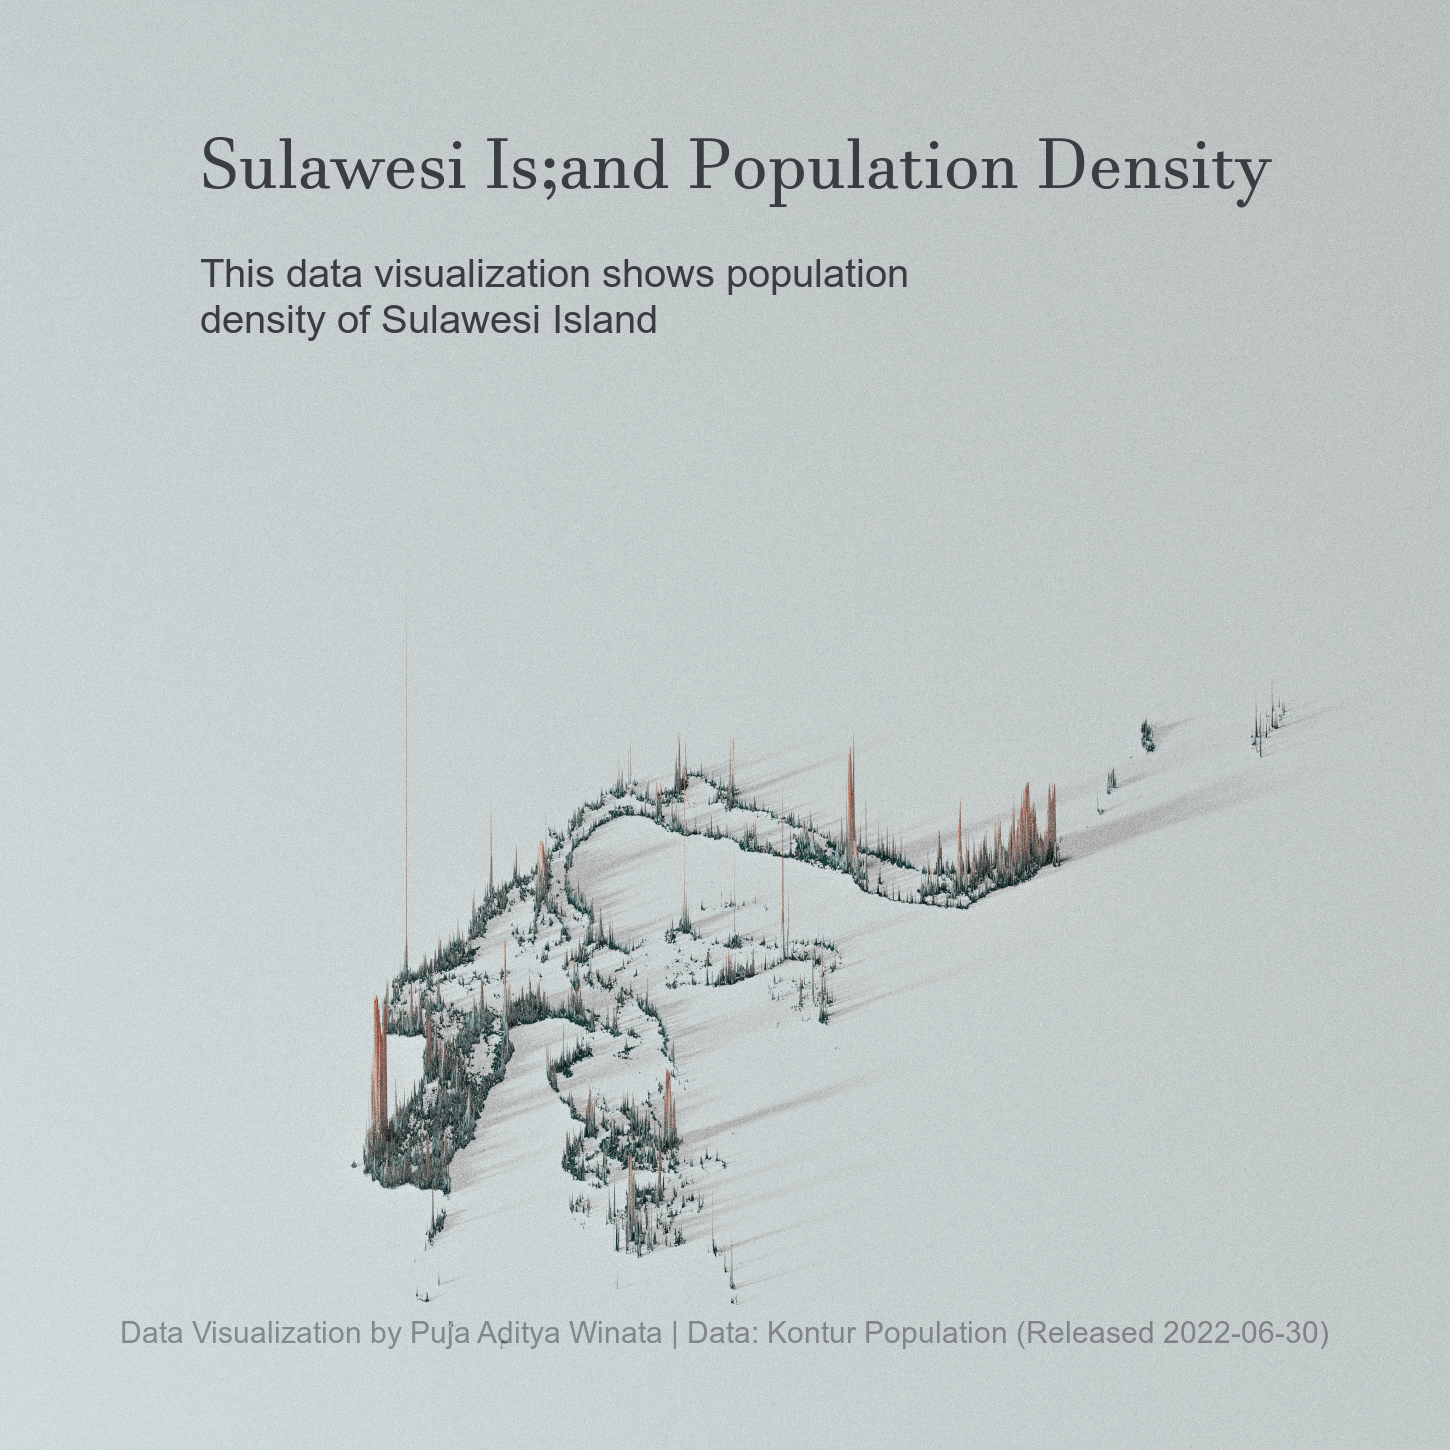 Sulawesi Is;and Population Density
This data visualization shows population
density of Sulawesi Island
Data Visualization by Puja Aditya Winata | Data: Kontur Population (Released 2022-06-30)